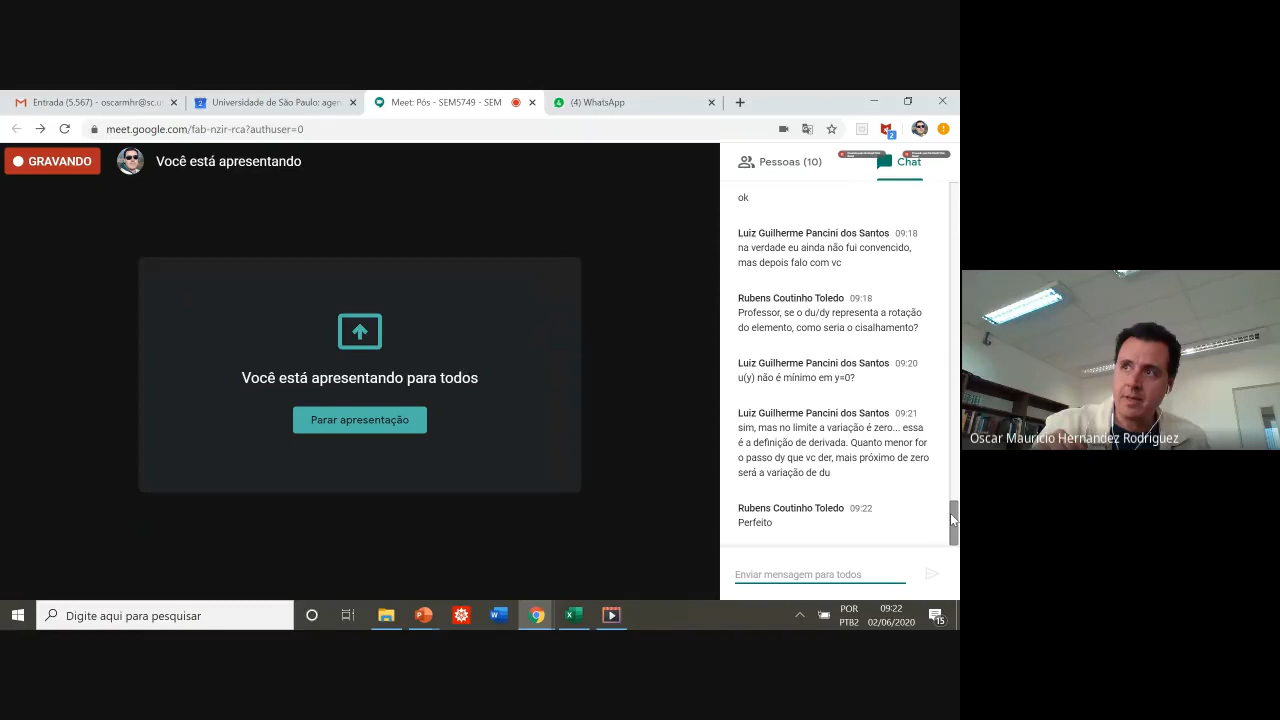 Entrada (5.567) - oscarmhr@sc.u
Universidade de São Paulo: agen
Meet: Pós - SEM5749 - SEM
(4) WhatsApp
meet.google.com/fab-nzir-rca?authuser=0
2
GRAVANDO
Você está apresentando
Pessoas (10)
Chat
ok
Luiz Guilherme Pancini dos Santos 09:18
na verdade eu ainda não fui convencido,
mas depois falo com vc
Rubens Coutinho Toledo 09:18
Professor, se o du/dy representa a rotação
do elemento, como seria o cisalhamento?
Luiz Guilherme Pancini dos Santos 09:20
u(y) não é mínimo em y=0?
Luiz Guilherme Pancini dos Santos 09:21
sim, mas no limite a variação é zero... essa
é a definição de derivada. Quanto menor for
o passo dy que vc der, mais próximo de zero
será a variação de du
Rubens Coutinho Toledo 09:22
Perfeito
Enviar mensagem para todos
Você está apresentando para todos
Parar apresentação
Oscar Mauricio Hernandez Rodriguez
Digite aqui para pesquisar
POR
PTB2
09:22
02/06/2020
15